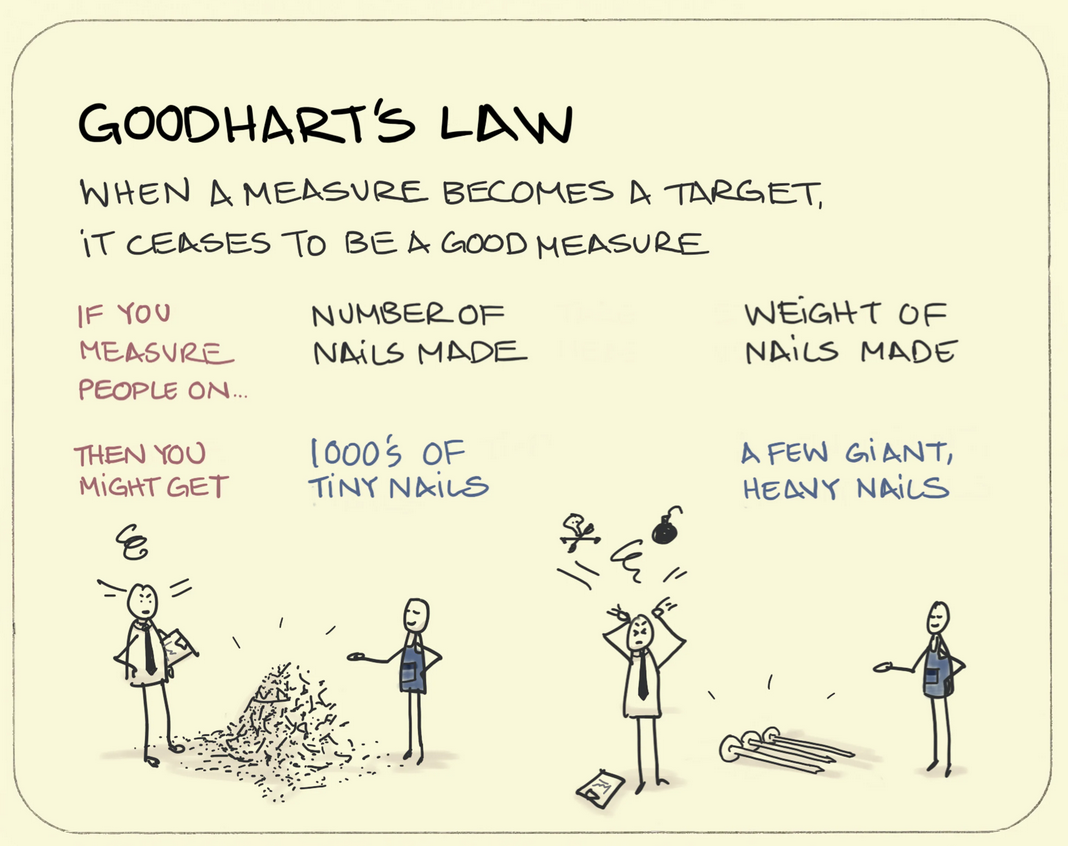 GOODHART'S LAW
WHEN A MEASURE BECOMES A TARGET,
IT CEASES TO BE A GOOD MEASURE
IF YOU
MEASURE
PEOPLE ON...
NUMBER OF
NAILS MADE
WEIGHT OF
NAILS MADE
THEN YOU
MIGHT GET
1000'S OF
TINY NAILS
A FEW GIANT,
HEAVY NAILS